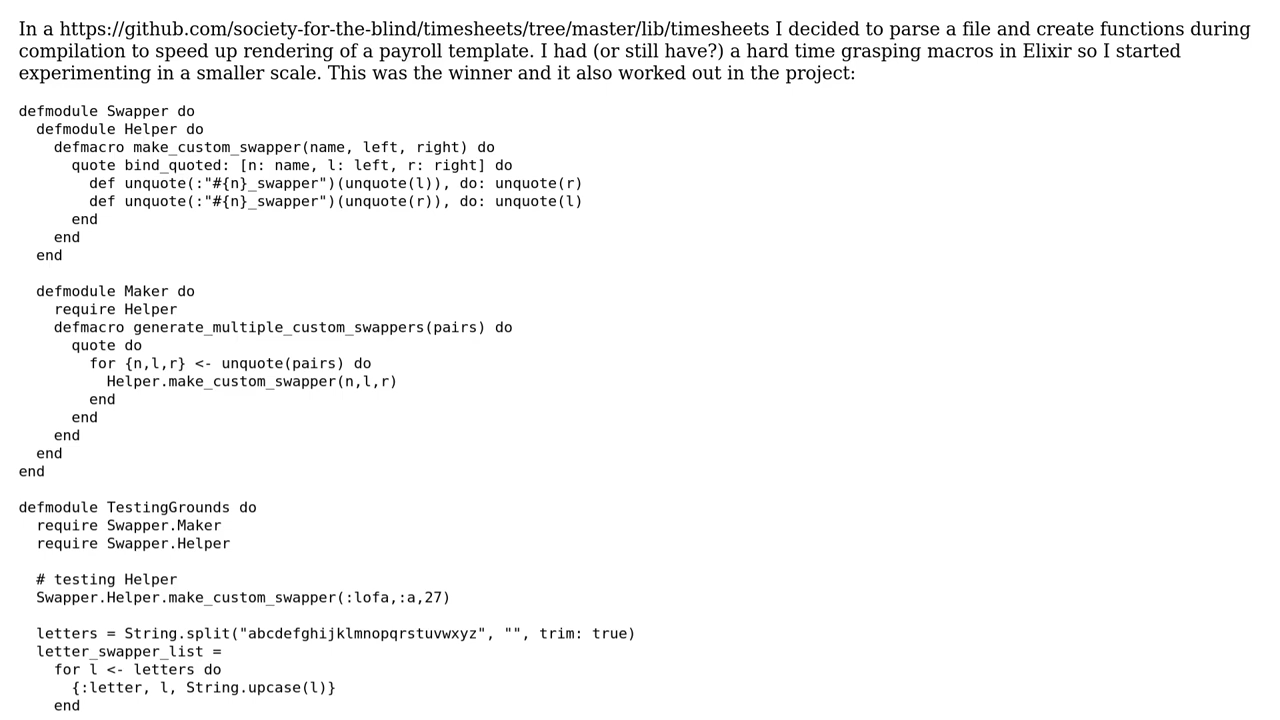 In a https://github.com/society-for-the-blind/timesheets/tree/master/lib/timesheets I decided to parse a file and create functions during
compilation to speed up rendering of a payroll template. I had (or still have?) a hard time grasping macros in Elixir so I started
experimenting in a smaller scale. This was the winner and it also worked out in the project:
defmodule Swapper do
  defmodule Helper do
    defmacro make_custom_swapper(name, left, right) do
      quote bind_quoted: [n: name, l: left, r: right] do
        def unquote(:"#{n}_swapper")(unquote(l)), do: unquote(r)
        def unquote(:"#{n}_swapper")(unquote(r)), do: unquote(l)
      end
    end
  end
  defmodule Maker do
    require Helper
    defmacro generate_multiple_custom_swappers(pairs) do
      quote do
        for {n,l,r} <- unquote(pairs) do
          Helper.make_custom_swapper(n,l,r)
        end
      end
    end
  end
end
defmodule TestingGrounds do
  require Swapper.Maker
  require Swapper.Helper
  # testing Helper
  Swapper.Helper.make_custom_swapper(:lofa,:a,27)
  letters = String.split("abcdefghijklmnopqrstuvwxyz", "", trim: true)
  letter_swapper_list =
    for l <- letters do
      {:letter, l, String.upcase(l)}
    end